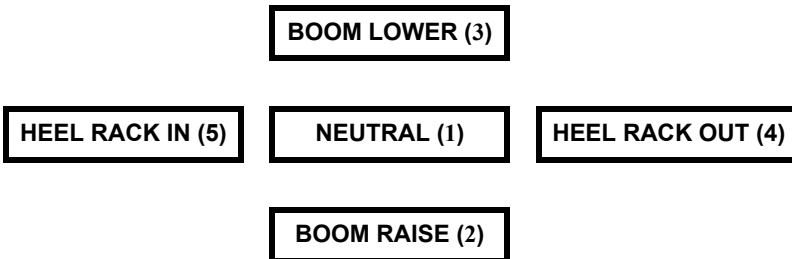 BOOM LOWER (3)
HEEL RACK IN (5) NEUTRAL (1) HEEL RACK OUT (4)
BOOM RAISE (2)